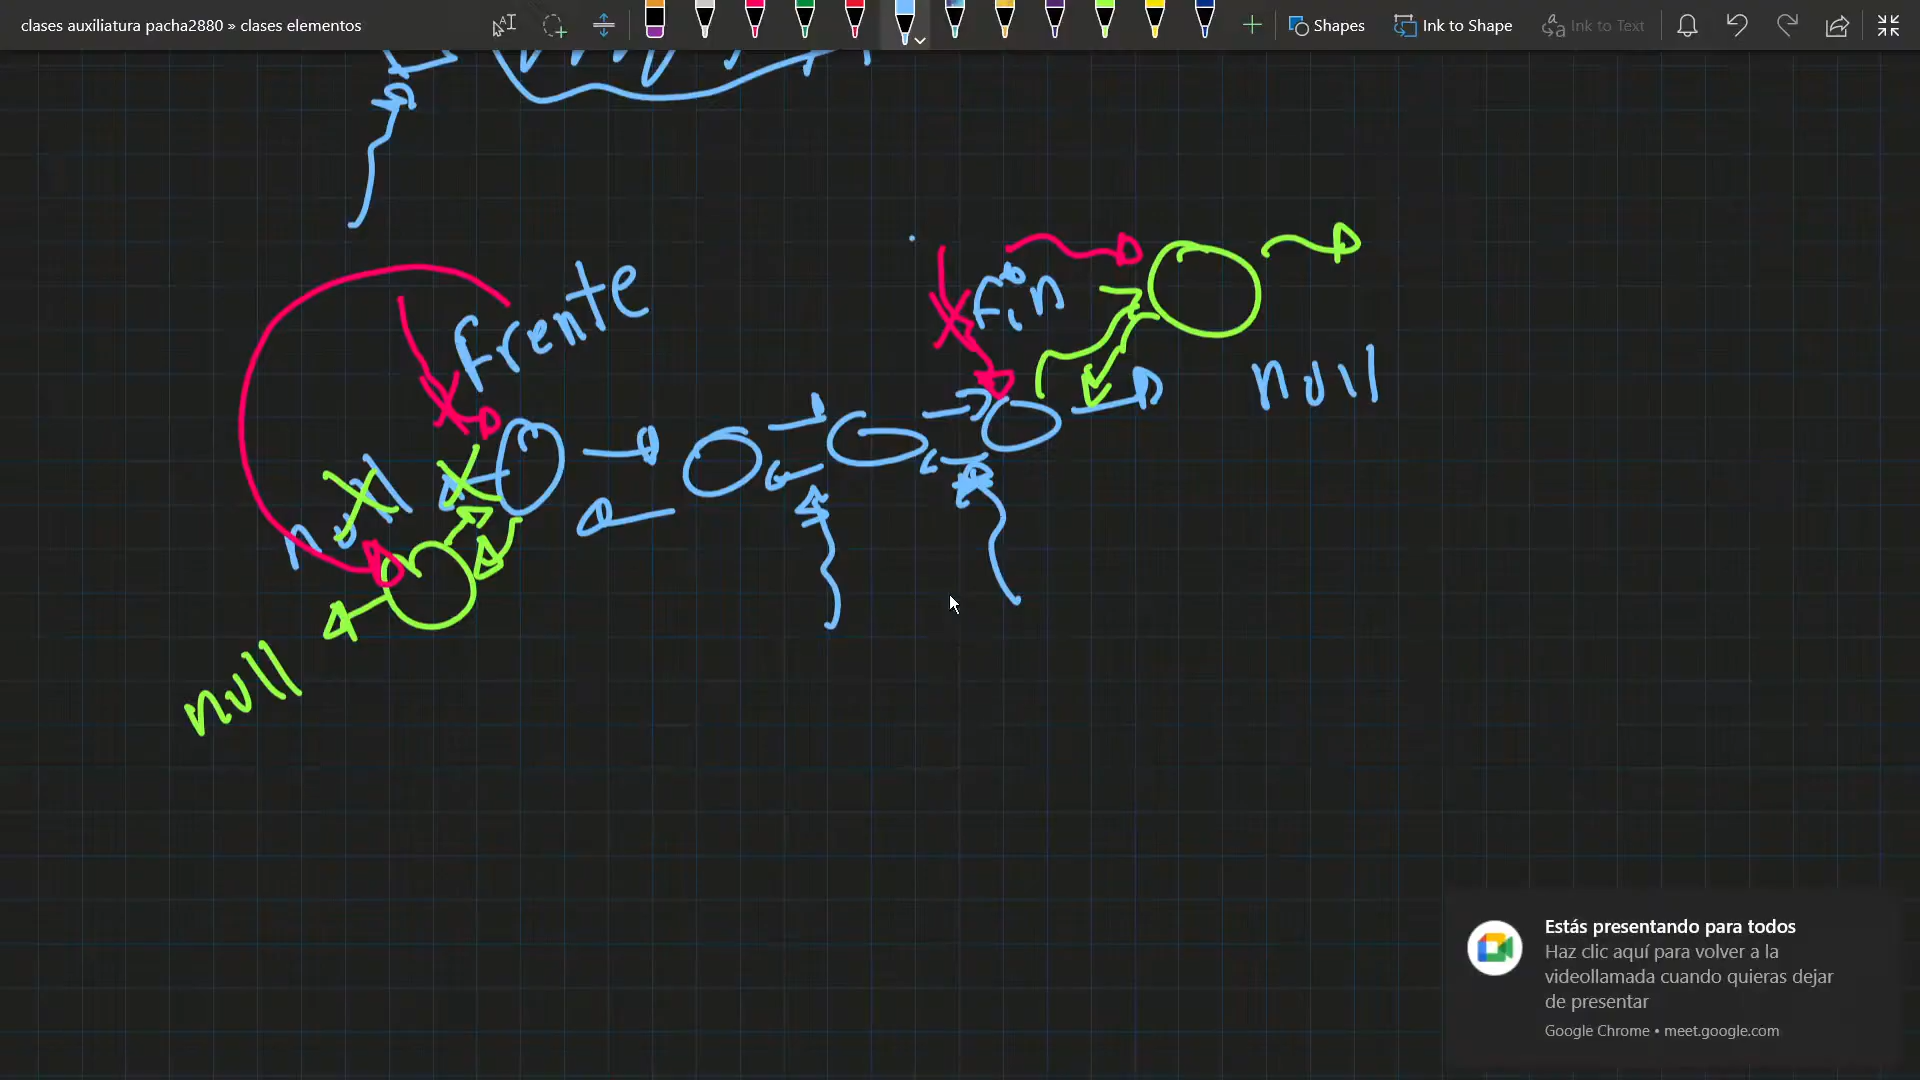 clases auxiliatura pacha2880 » clases elementos
Shapes
Ink to Shape
Ink to Text
frente
fin
null
null
null
Estás presentando para todos
Haz clic aquí para volver a la
videollamada cuando quieras dejar
de presentar
Google Chrome • meet.google.com